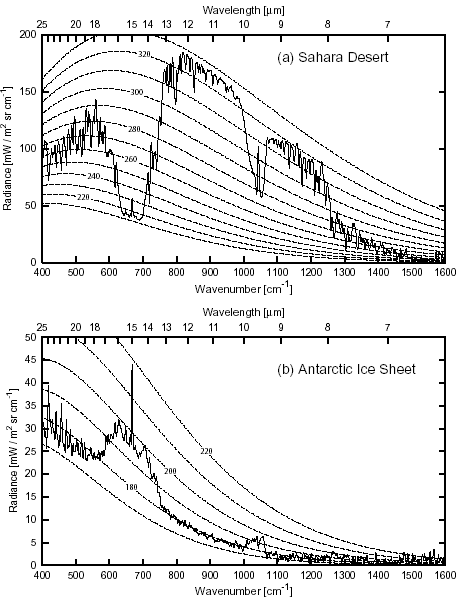 Wavelength [μm]
25 20 18 15 14 13 12 11 10 9 8 7
200
(a) Sahara Desert
320
150
300
100
280
260
240
50
220
0
Radiance [mW / m² sr cm⁻¹]
400 500 600 700 800 900 1000 1100 1200 1300 1400 1500 1600
Wavenumber [cm⁻¹]
Wavelength [μm]
25 20 18 15 14 13 12 11 10 9 8 7
50
45
(b) Antarctic Ice Sheet
40
35
30
25
220
20
200
180
15
10
5
0
Radiance [mW / m² sr cm⁻¹]
400 500 600 700 800 900 1000 1100 1200 1300 1400 1500 1600
Wavenumber [cm⁻¹]